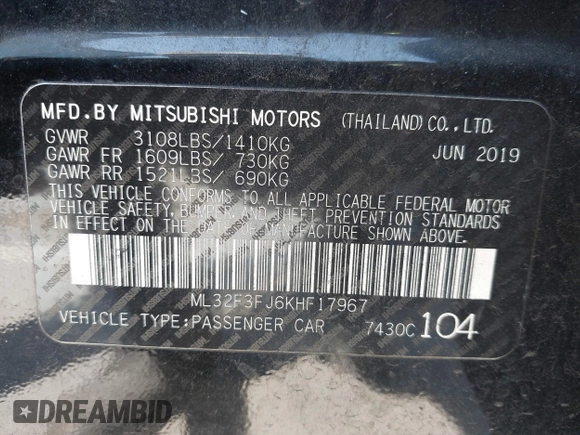 MFD.BY MITSUBISHI MOTORS (THAILAND)CO.,LTD.
GVWR 3108LBS/1410KG JUN 2019
GAWR FR 1609LBS/ 730KG
GAWR RR 1521LBS/ 690KG
THIS VEHICLE CONFORMS TO ALL APPLICABLE FEDERAL MOTOR
VEHICLE SAFETY, BUMPER, AND THEFT PREVENTION STANDARDS
IN EFFECT ON THE DATE OF MANUFACTURE SHOWN ABOVE.
ML32F3FJ6KHF17967
VEHICLE TYPE:PASSENGER CAR 7430C 104
DREAMBID